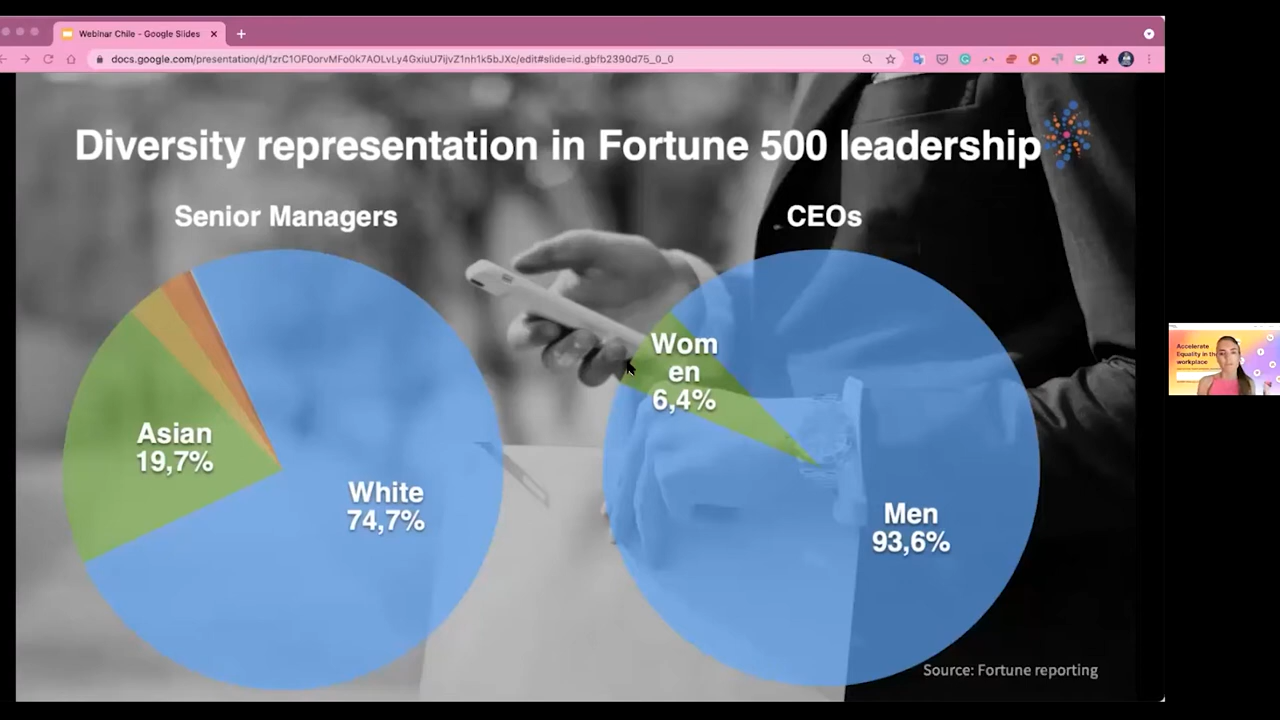 Webinar Chile - Google Slides
docs.google.com/presentation/d/1zrC1OF0orvMFo0k7AOLvLy4GxiuU7ijvZ1nh1k5bJXc/edit#slide=id.gbfb2390d75_0_0
Diversity representation in Fortune 500 leadership
Senior Managers
CEOs
Wom
en
6,4%
Asian
19,7%
White
74,7%
Men
93,6%
Source: Fortune reporting
Accelerate
Equality in the
workplace